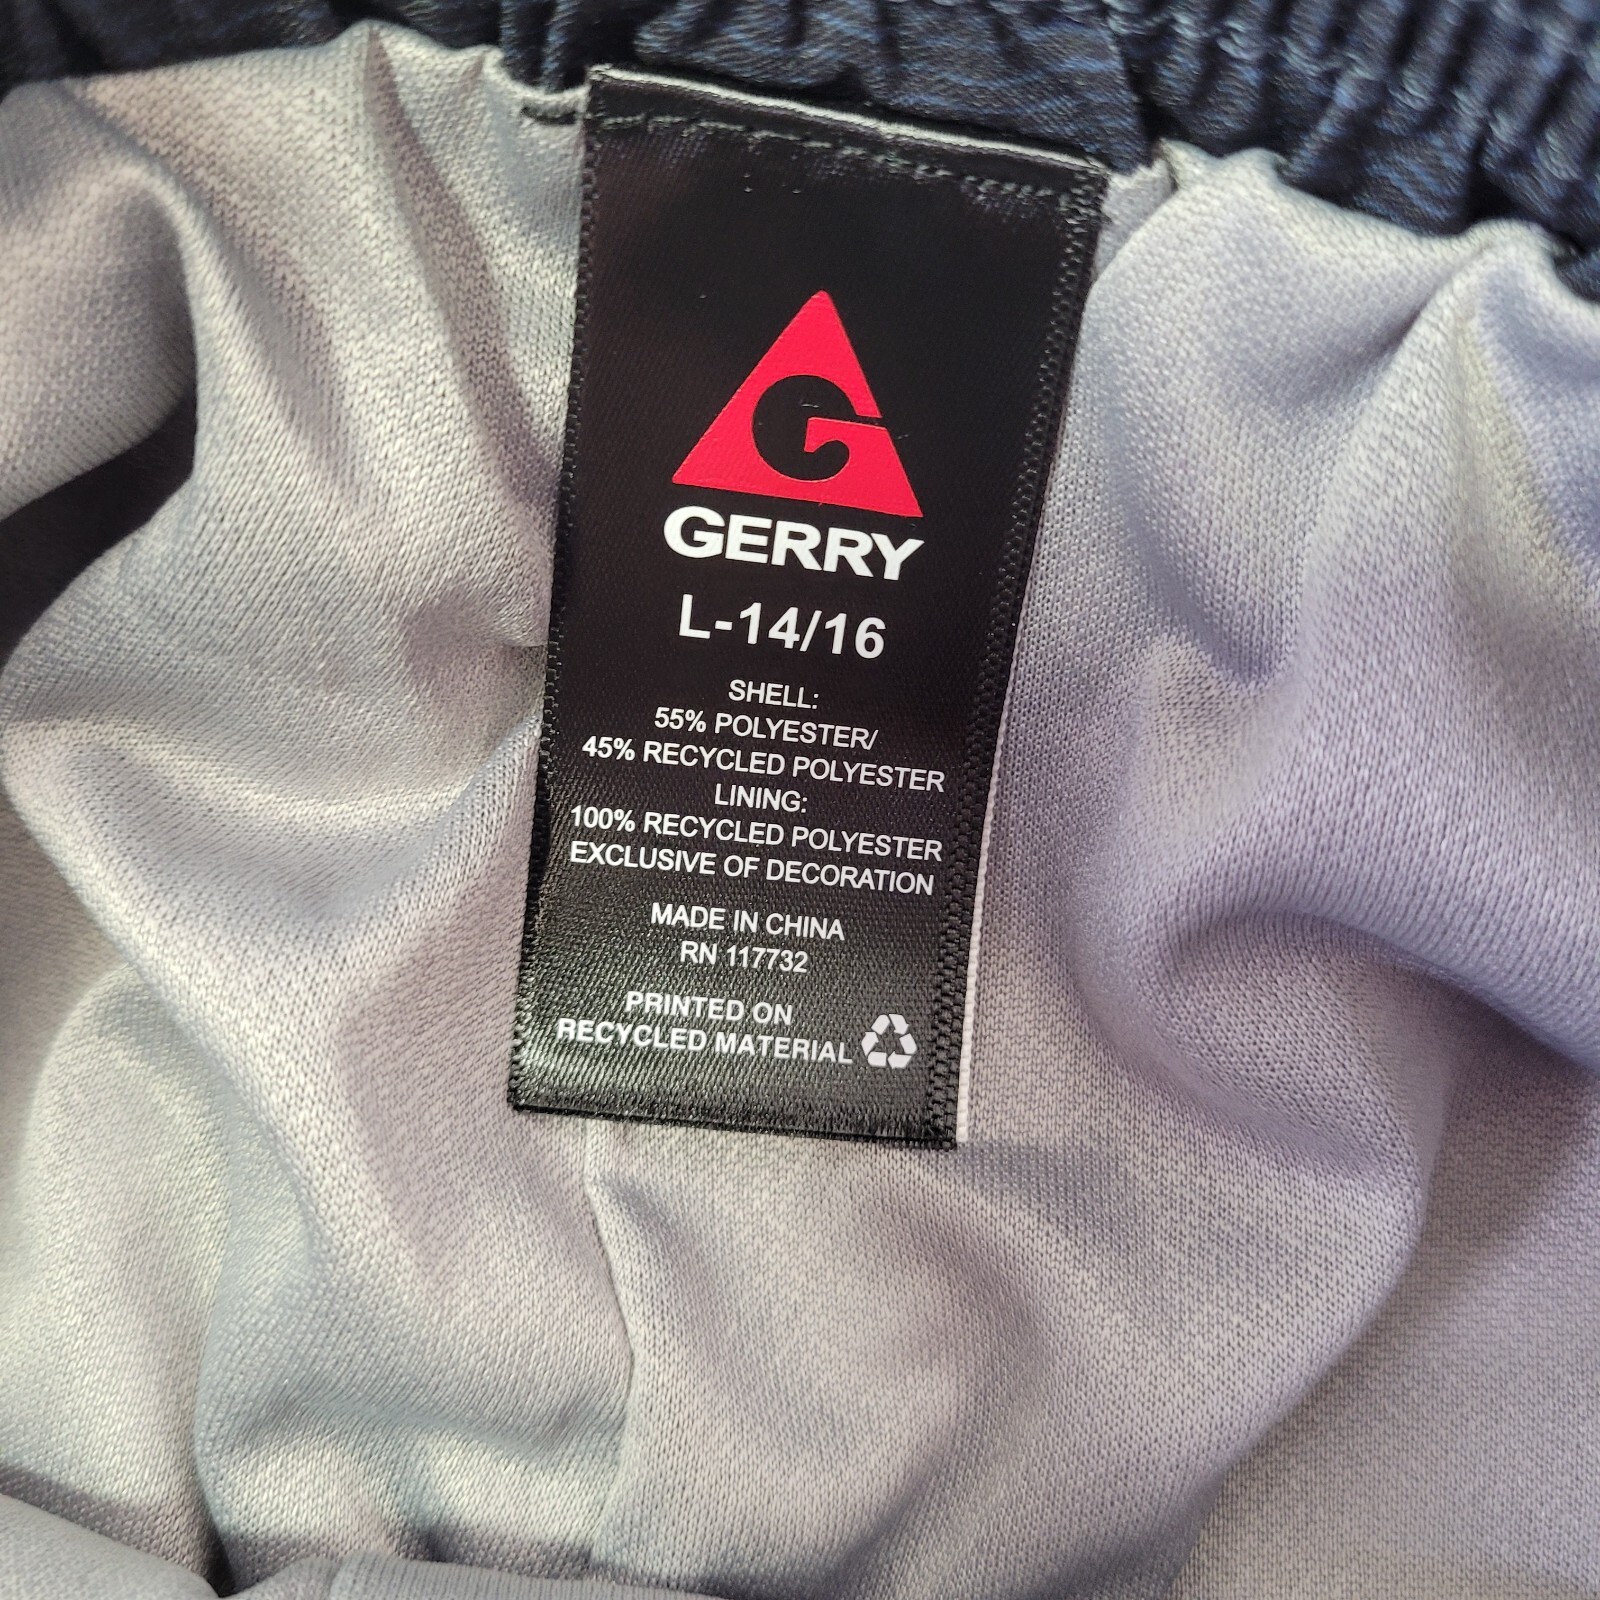 G
GERRY
L-14/16
SHELL:
55% POLYESTER/
45% RECYCLED POLYESTER
LINING:
100% RECYCLED POLYESTER
EXCLUSIVE OF DECORATION
MADE IN CHINA
RN 117732
PRINTED ON
RECYCLED MATERIAL